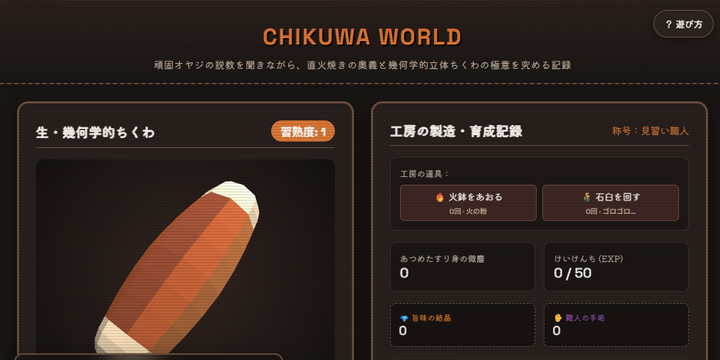 CHIKUWA WORLD
? 遊び方
頑固オヤジの説教を聞きながら、直火焼きの奥義と幾何学的立体ちくわの極意を究める記録
生・幾何学的ちくわ
習熟度: 1
工房の製造・育成記録
称号: 見習い職人
工房の道具:
火鉢をあおる
0回 · 火の粉
石臼を回す
0回 · ゴロゴロ...
あつめたすり身の微塵
0
けいけんち (EXP)
0 / 50
旨味の結晶
0
職人の手垢
0